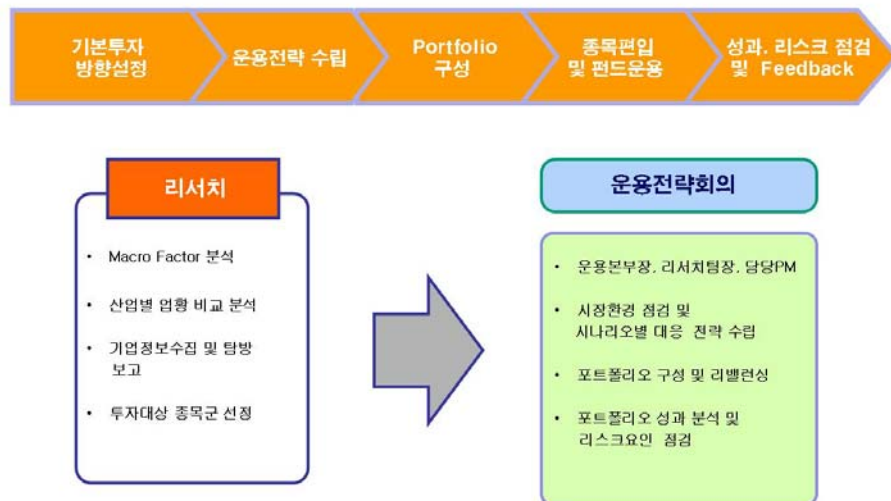 기본투자
방향설정
운용전략 수립
Portfolio
구성
종목편입
및 펀드운용
성과, 리스크 점검
및 Feedback
리서치
• Macro Factor 분석
• 산업별 업황 비교 분석
• 기업정보수집 및 탐방
보고
• 투자대상 종목군 선정
운용전략회의
• 운용본부장, 리서치팀장, 담당PM
• 시장환경 점검 및
시나리오별 대응 전략 수립
• 포트폴리오 구성 및 리밸런싱
• 포트폴리오 성과 분석 및
리스크요인 점검